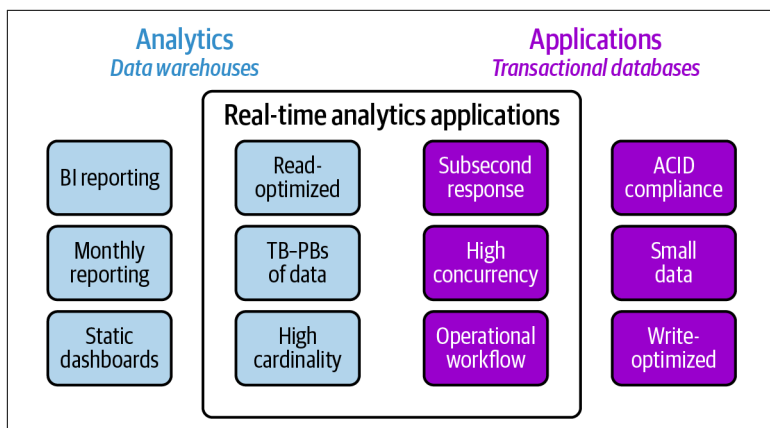 Analytics
Data warehouses
Applications
Transactional databases
Real-time analytics applications
BI reporting
Read-
optimized
Subsecond
response
ACID
compliance
Monthly
reporting
TB–PBs
of data
High
concurrency
Small
data
Static
dashboards
High
cardinality
Operational
workflow
Write-
optimized